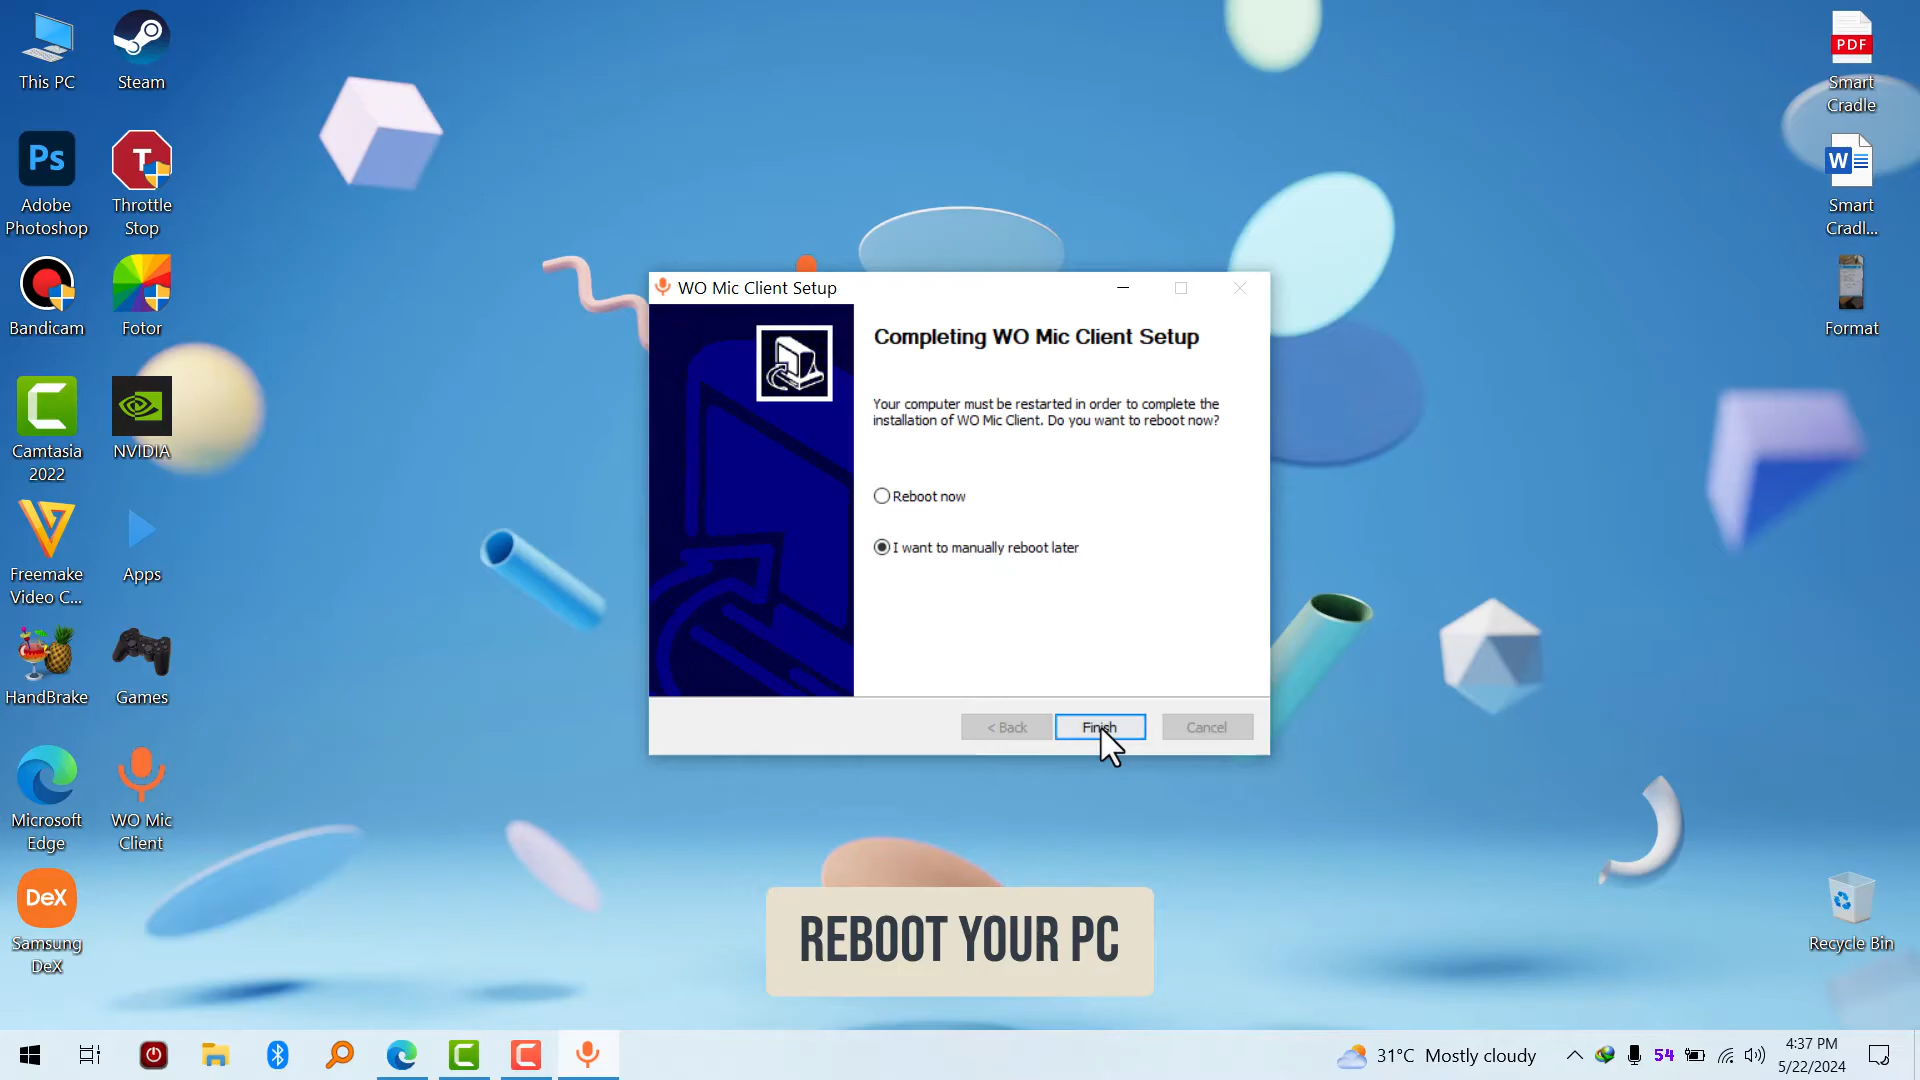 This PC
Steam
Ps
T
Adobe
Photoshop
Throttle
Stop
Bandicam
Fotor
Camtasia
2022
NVIDIA
Freemake
Video C...
Apps
HandBrake
Games
Microsoft
Edge
WO Mic
Client
DeX
Samsung
DeX
WO Mic Client Setup
Completing WO Mic Client Setup
Your computer must be restarted in order to complete the
installation of WO Mic Client. Do you want to reboot now?
Reboot now
I want to manually reboot later
< Back
Finish
Cancel
REBOOT YOUR PC
PDF
Smart
Cradle
W
Smart
Cradl...
Format
Recycle Bin
31°C Mostly cloudy
54
4:37 PM
5/22/2024